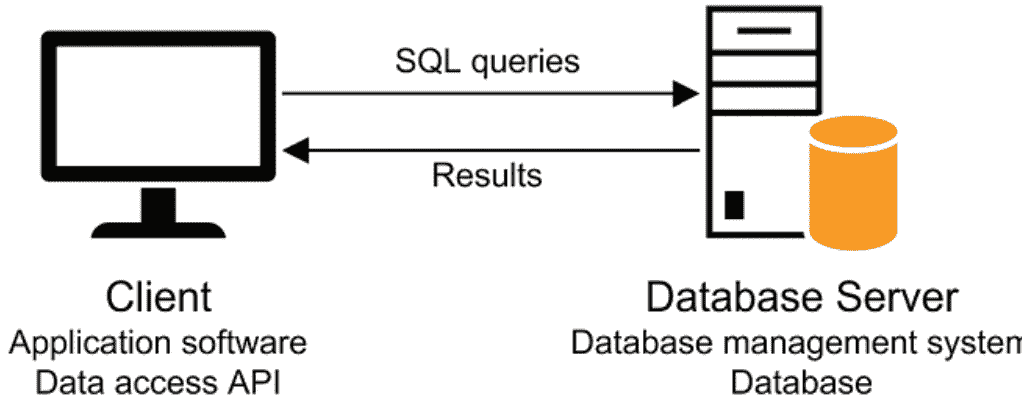 SQL queries
Results
Client
Application software
Data access API
Database Server
Database management system
Database